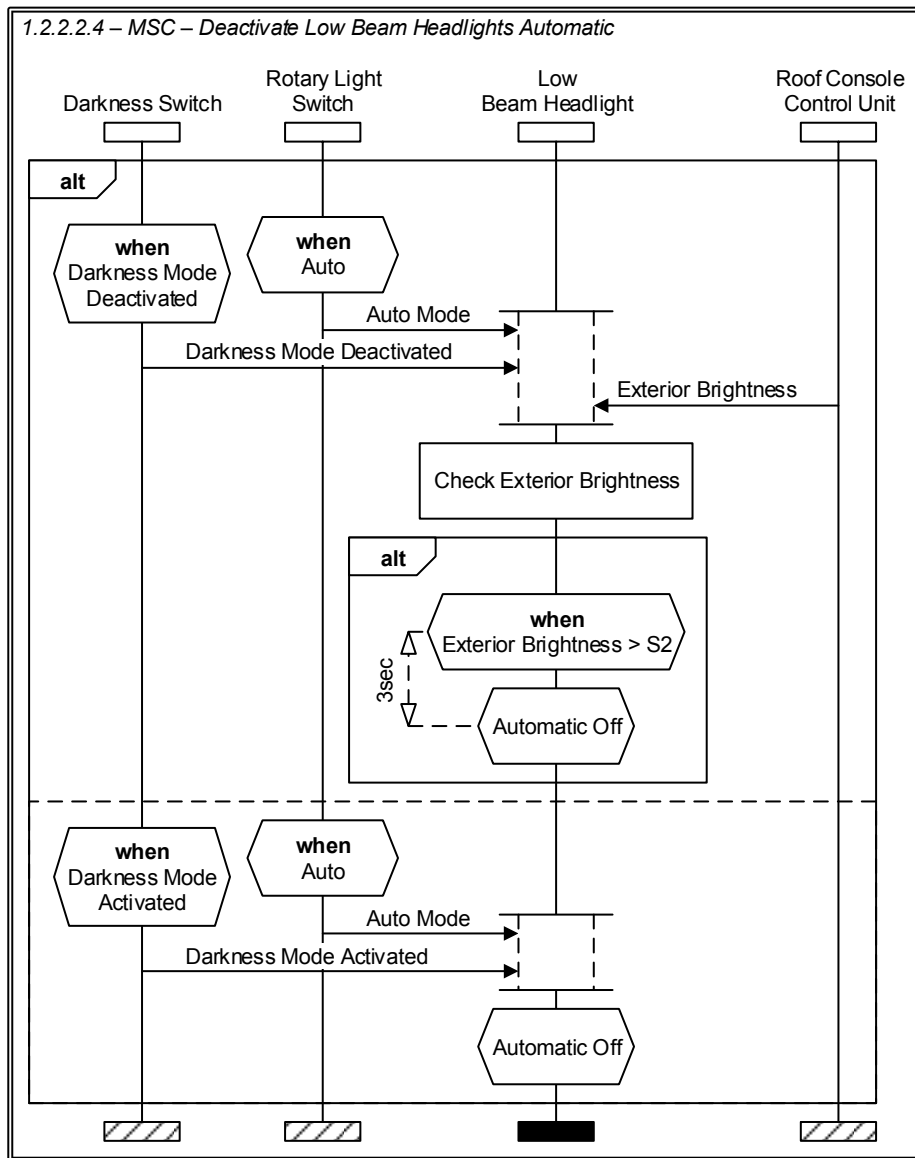 1.2.2.2.4 – MSC – Deactivate Low Beam Headlights Automatic
Darkness Switch
Rotary Light
Switch
Low
Beam Headlight
Roof Console
Control Unit
alt
when
Darkness Mode
Deactivated
when
Auto
Auto Mode
Darkness Mode Deactivated
Exterior Brightness
Check Exterior Brightness
alt
when
Exterior Brightness > S2
3sec
Automatic Off
when
Darkness Mode
Activated
when
Auto
Auto Mode
Darkness Mode Activated
Automatic Off